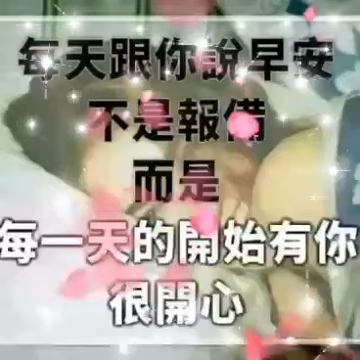 每天跟你說早安
不是報備
而是
每一天的開始有你
很開心